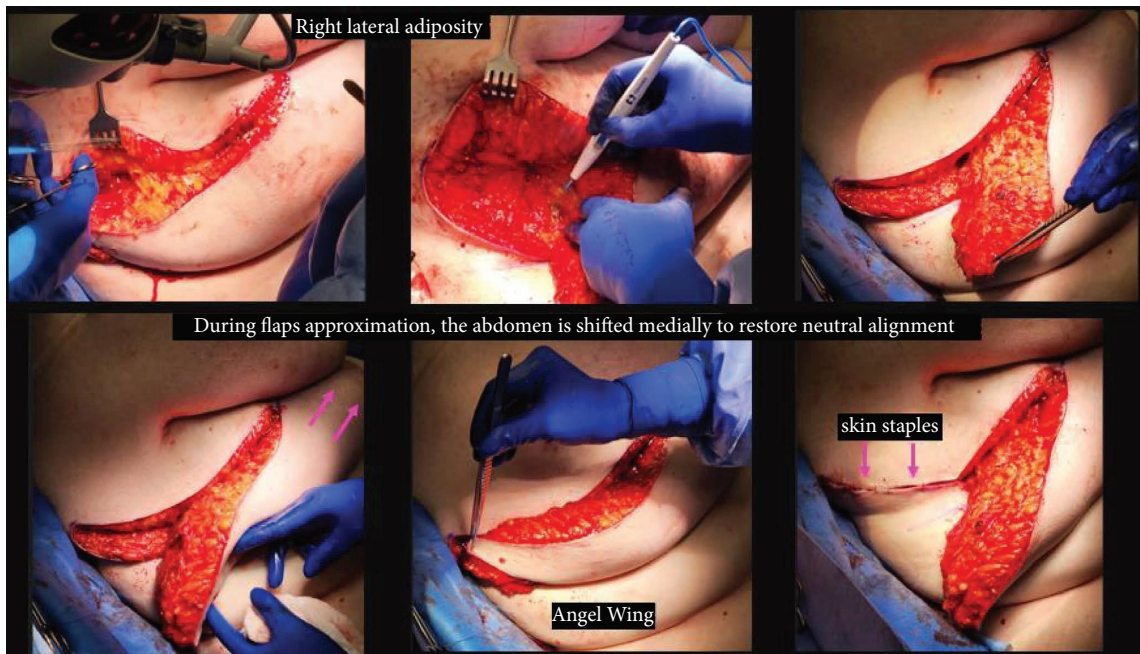 Right lateral adiposity
During flaps approximation, the abdomen is shifted medially to restore neutral alignment
skin staples
Angel Wing